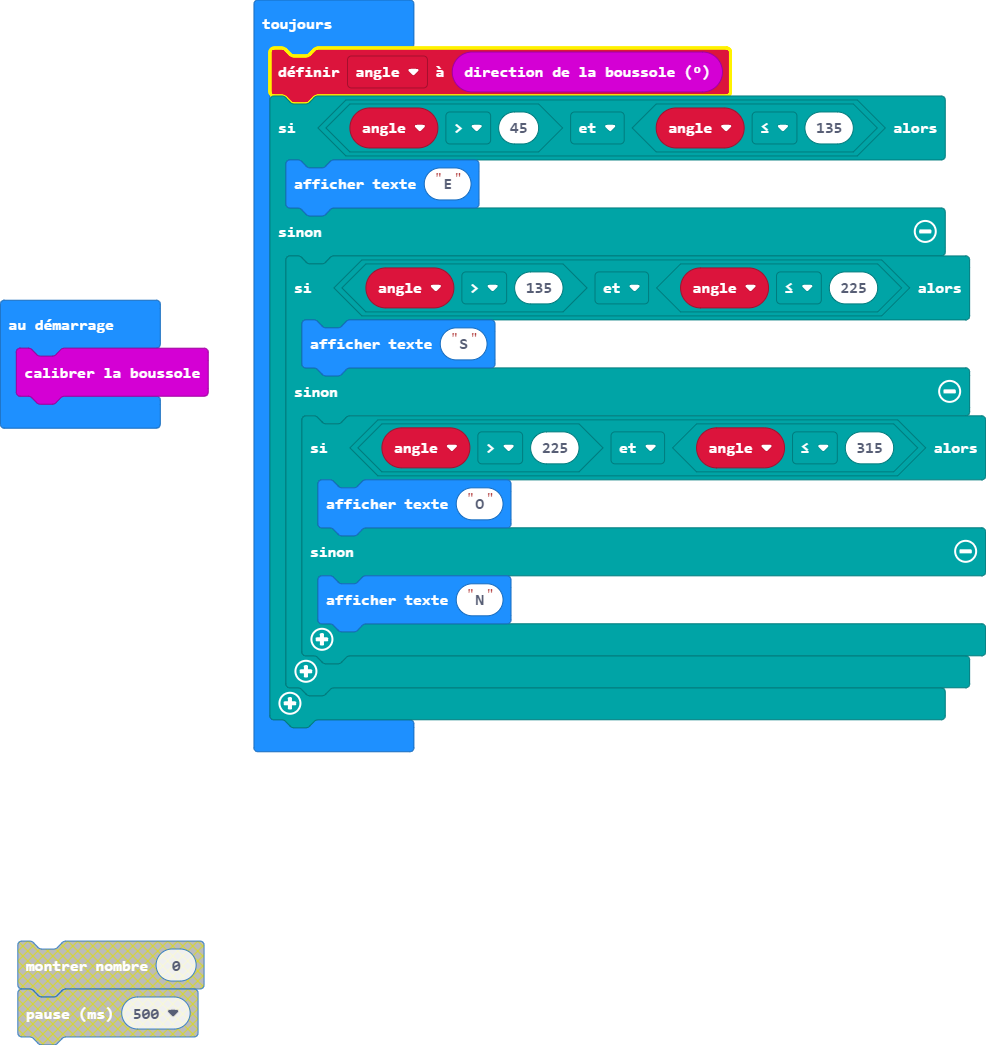 toujours
définir angle à direction de la boussole (°)
si angle > 45 et angle ≤ 135 alors
afficher texte "E"
sinon
si angle > 135 et angle ≤ 225 alors
au démarrage
afficher texte "S"
calibrer la boussole
sinon
si angle > 225 et angle ≤ 315 alors
afficher texte "O"
sinon
afficher texte "N"
montrer nombre 0
pause (ms) 500